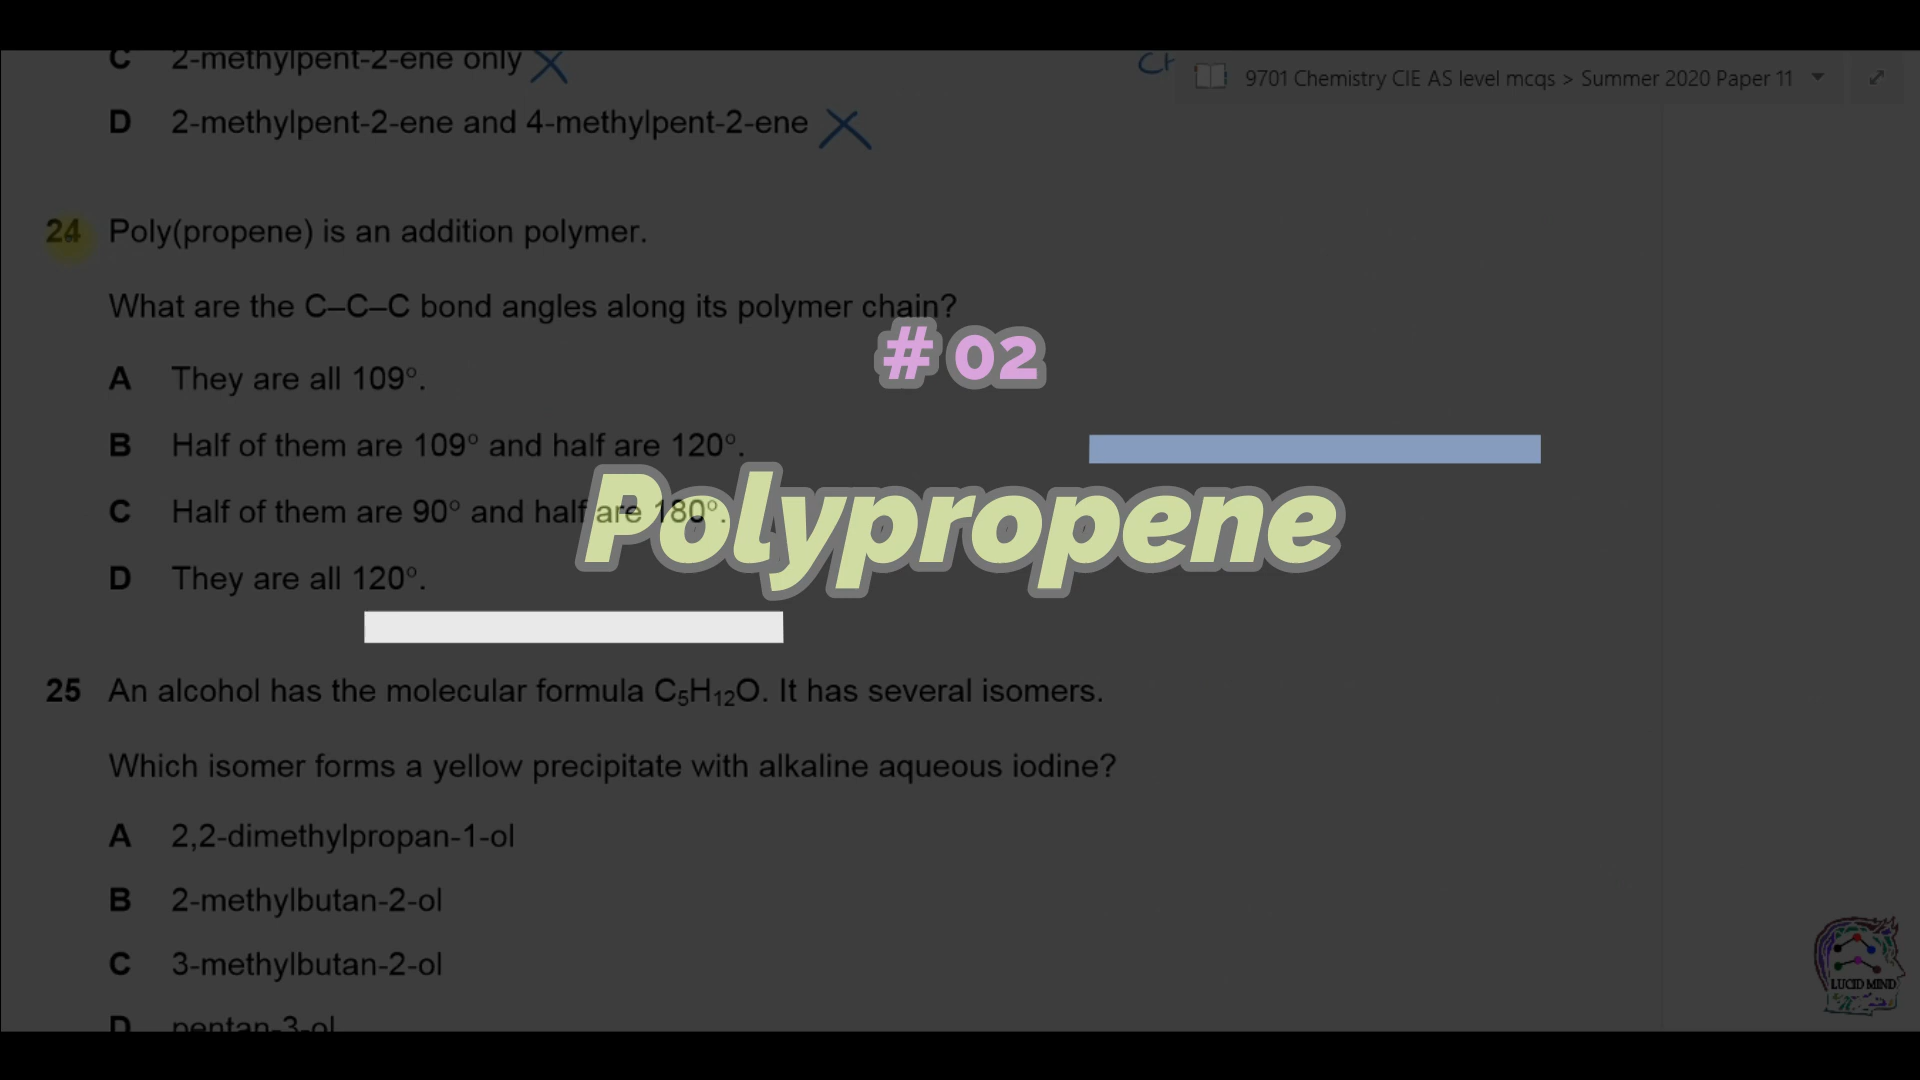 C 2-methylpent-2-ene only
CH
9701 Chemistry CIE AS level mcqs > Summer 2020 Paper 11
D 2-methylpent-2-ene and 4-methylpent-2-ene
24 Poly(propene) is an addition polymer.
What are the C–C–C bond angles along its polymer chain?
# 02
A They are all 109°.
B Half of them are 109° and half are 120°.
C Half of them are 90° and half are 180°.
Polypropene
D They are all 120°.
25 An alcohol has the molecular formula C₅H₁₂O. It has several isomers.
Which isomer forms a yellow precipitate with alkaline aqueous iodine?
A 2,2-dimethylpropan-1-ol
B 2-methylbutan-2-ol
C 3-methylbutan-2-ol
LUCID MIND
D pentan-3-ol